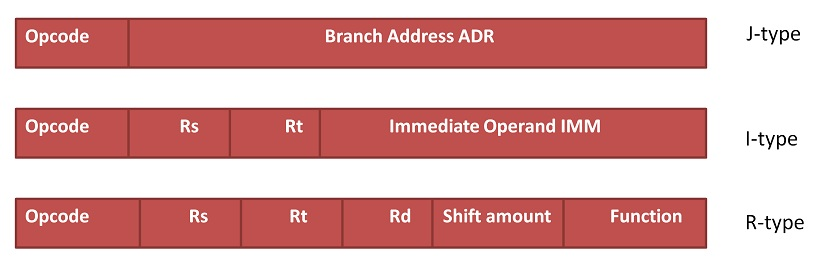 Opcode Branch Address ADR J-type
Opcode Rs Rt Immediate Operand IMM I-type
Opcode Rs Rt Rd Shift amount Function R-type